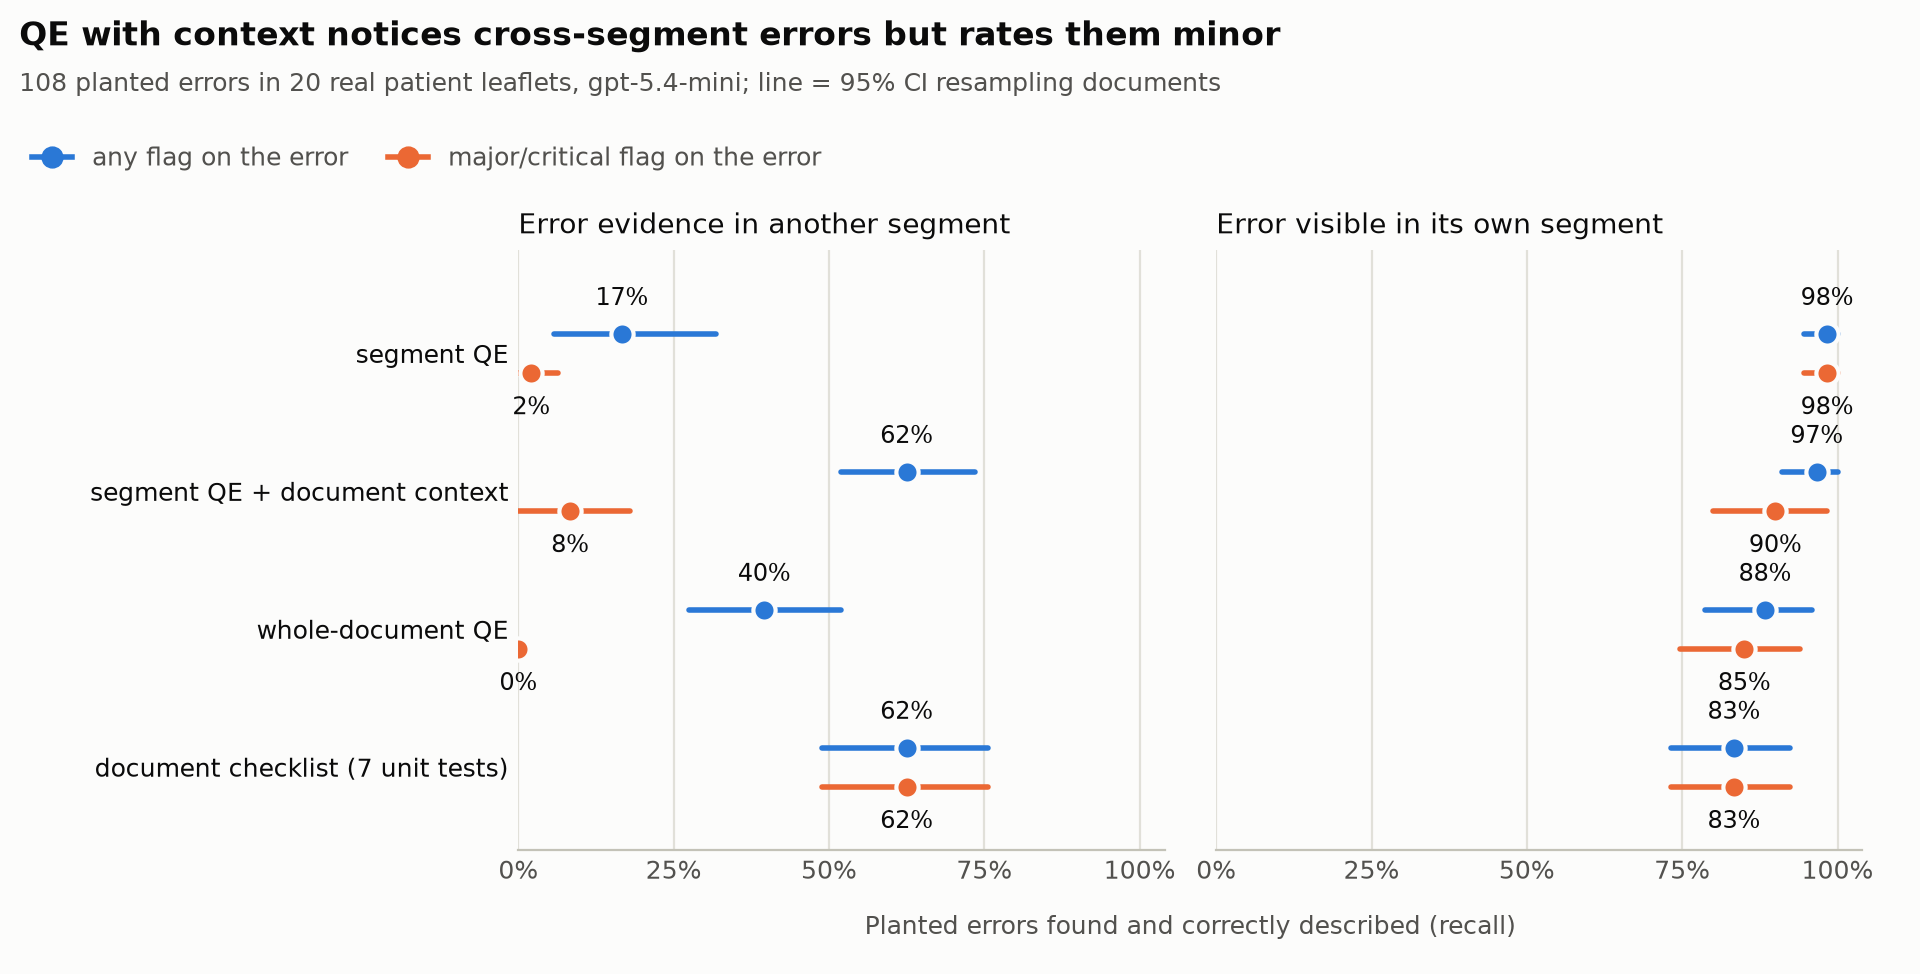 QE with context notices cross-segment errors but rates them minor
108 planted errors in 20 real patient leaflets, gpt-5.4-mini; line = 95% CI resampling documents
any flag on the error
major/critical flag on the error
Error evidence in another segment
Error visible in its own segment
segment QE
17%
2%
98%
98%
segment QE + document context
62%
8%
97%
90%
whole-document QE
40%
0%
88%
85%
document checklist (7 unit tests)
62%
62%
83%
83%
0% 25% 50% 75% 100%
0% 25% 50% 75% 100%
Planted errors found and correctly described (recall)